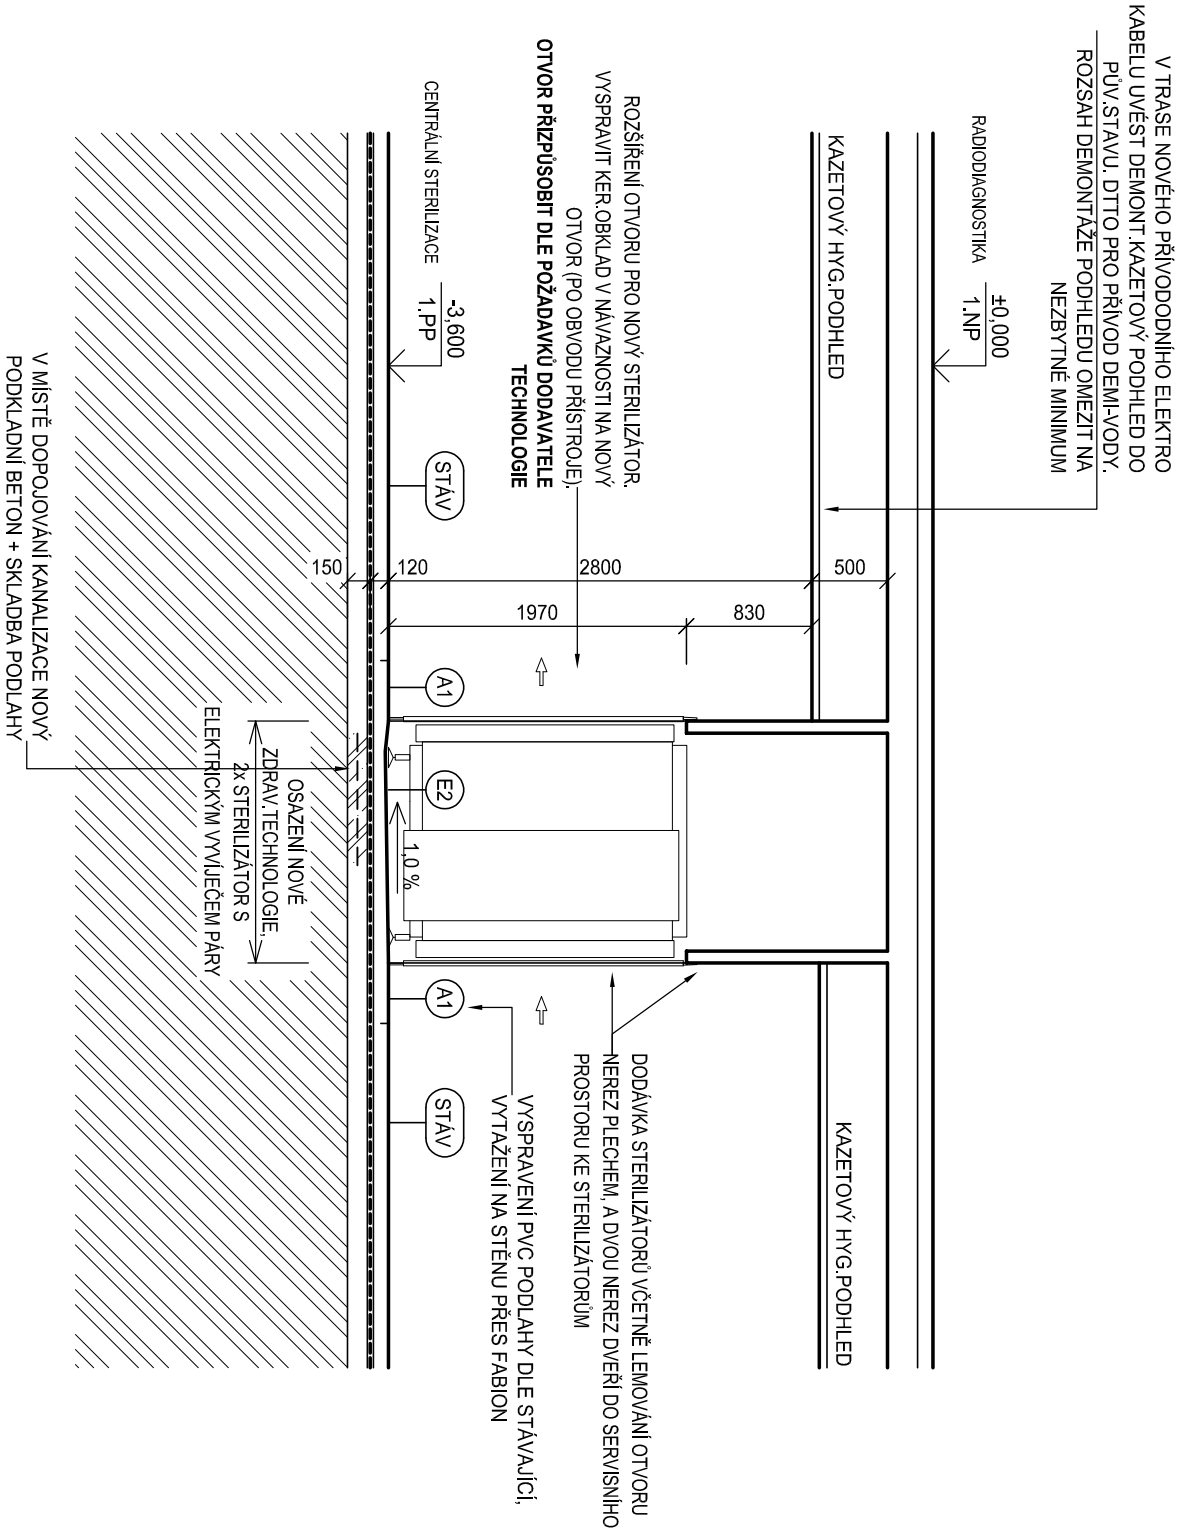 V TRASE NOVÉHO PŘÍVODODNÍHO ELEKTRO
KABELU UVÉST DEMONT.KAZETOVÝ PODHLED DO
PŮV.STAVU. DTTO PRO PŘÍVOD DEMI-VODY.
ROZSAH DEMONTÁŽE PODHLEDU OMEZIT NA
NEZBYTNÉ MINIMUM
RADIODIAGNOSTIKA
±0,000
1.NP
KAZETOVÝ HYG.PODHLED
KAZETOVÝ HYG.PODHLED
ROZŠÍŘENÍ OTVORU PRO NOVÝ STERILIZÁTOR.
VYSPRAVIT KER.OBKLAD V NÁVAZNOSTI NA NOVÝ
OTVOR (PO OBVODU PŘÍSTROJE).
OTVOR PŘIZPŮSOBIT DLE POŽADAVKŮ DODAVATELE
TECHNOLOGIE
CENTRÁLNÍ STERILIZACE
-3,600
1.PP
STÁV
500
2800
120
150
830
1970
A1
E2
1,0 %
A1
STÁV
DODÁVKA STERILIZÁTORŮ VČETNĚ LEMOVÁNÍ OTVORU
NEREZ PLECHEM, A DVOU NEREZ DVEŘÍ DO SERVISNÍHO
PROSTORU KE STERILIZÁTORŮM
VYSPRAVENÍ PVC PODLAHY DLE STÁVAJÍCÍ,
VYTAŽENÍ NA STĚNU PŘES FABION
OSAZENÍ NOVÉ
ZDRAV.TECHNOLOGIE,
2x STERILIZÁTOR S
ELEKTRICKÝM VYVÍJEČEM PÁRY
V MÍSTĚ DOPOJOVÁNÍ KANALIZACE NOVÝ
PODKLADNÍ BETON + SKLADBA PODLAHY